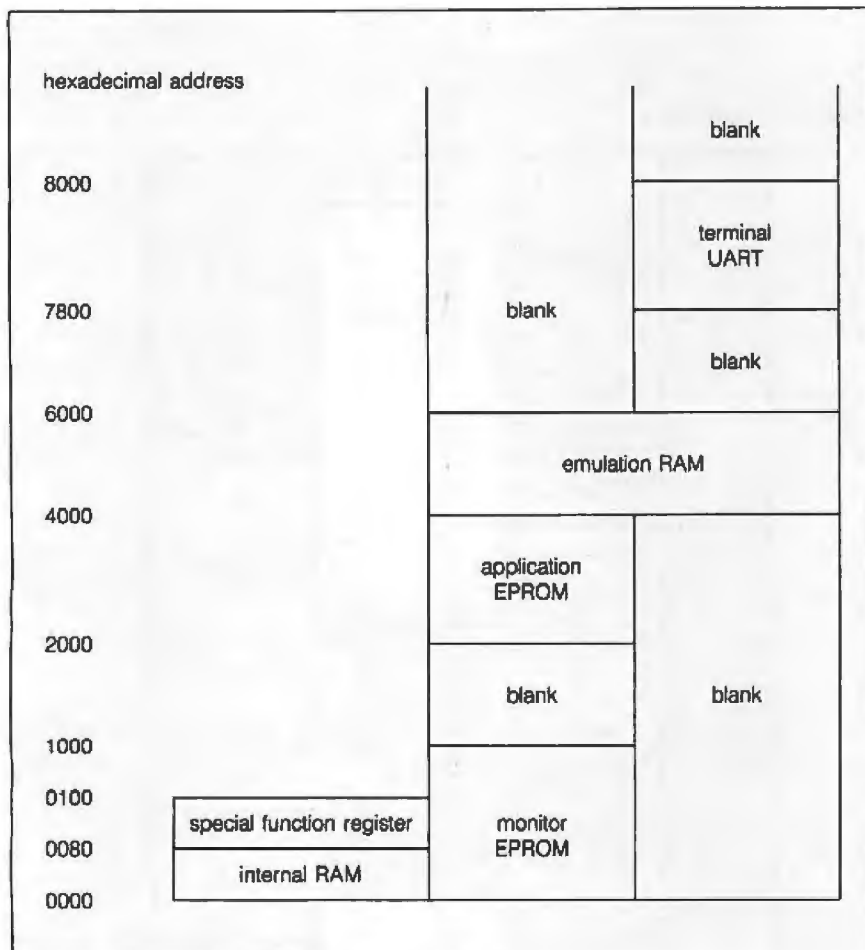 hexadecimal address
blank
8000
terminal
UART
7800
blank
blank
6000
emulation RAM
4000
application
EPROM
2000
blank
blank
1000
0100
special function register
monitor
EPROM
0080
internal RAM
0000